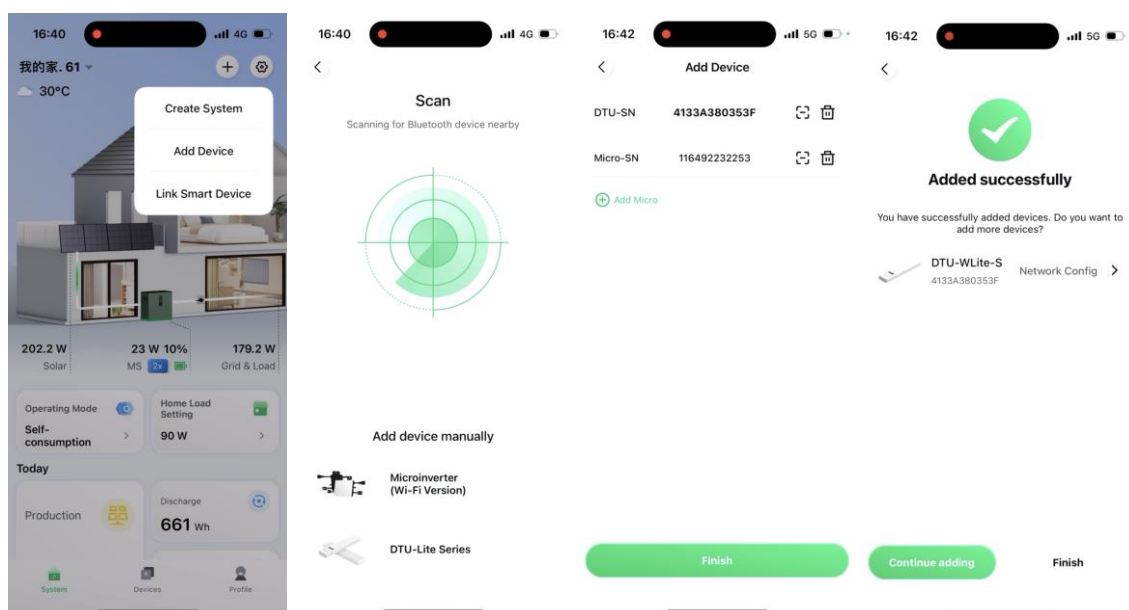 16:40
4G
我的家. 61
30°C
Create System
Add Device
Link Smart Device
202.2 W
23 W 10%
179.2 W
Solar
MS
2x
Grid & Load
Operating Mode
Self-
consumption
Home Load
Setting
90 W
Today
Production
Discharge
661 Wh
System
Devices
Profile
16:40
4G
Scan
Scanning for Bluetooth device nearby
Add device manually
Microinverter
(Wi-Fi Version)
DTU-Lite Series
16:42
5G
Add Device
DTU-SN 4133A380353F
Micro-SN 116492232253
Add Micro
Finish
16:42
5G
Added successfully
You have successfully added devices. Do you want to
add more devices?
DTU-WLite-S
4133A380353F
Network Config
Continue adding
Finish